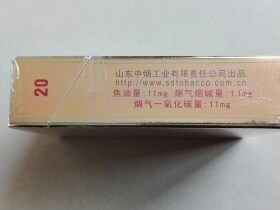 20
山东中烟工业有限责任公司出品
www.sdtobacco.com.cn
焦油量:11mg 烟气烟碱量:1.1mg
烟气一氧化碳量:11mg